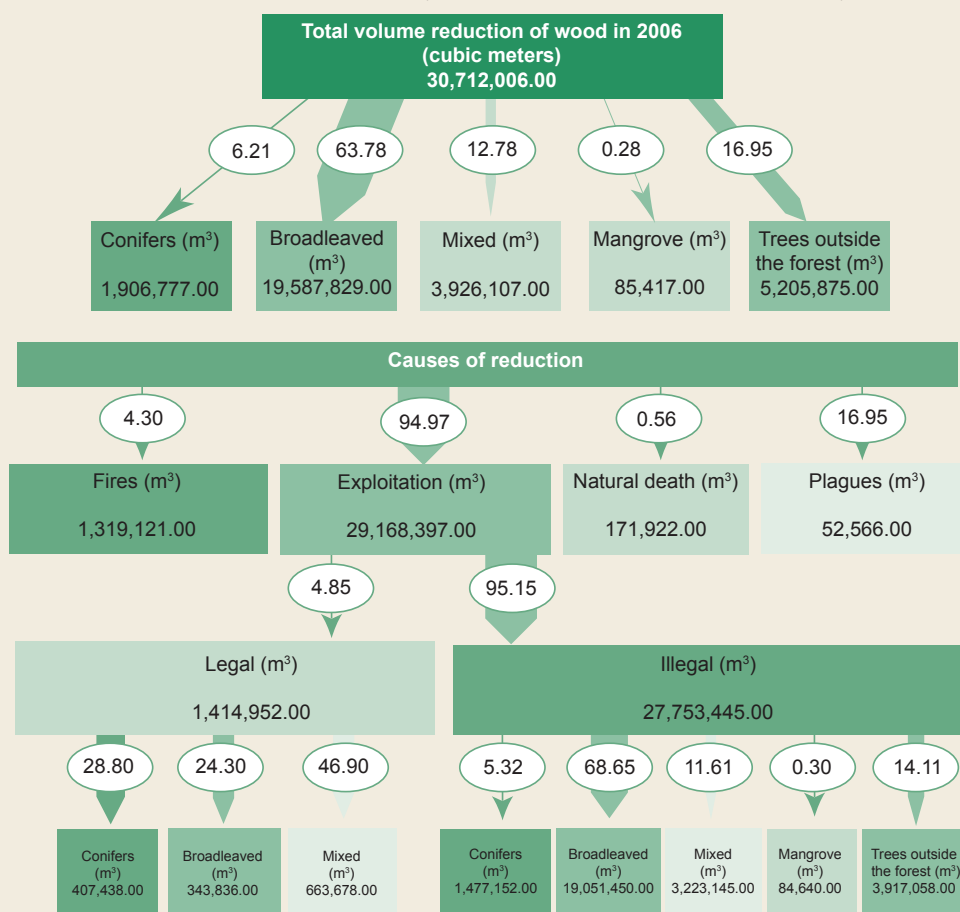 Total volume reduction of wood in 2006
(cubic meters)
30,712,006.00
6.21
63.78
12.78
0.28
16.95
Conifers (m³)
1,906,777.00
Broadleaved
(m³)
19,587,829.00
Mixed (m³)
3,926,107.00
Mangrove (m³)
85,417.00
Trees outside
the forest (m³)
5,205,875.00
Causes of reduction
4.30
94.97
0.56
16.95
Fires (m³)
1,319,121.00
Exploitation (m³)
29,168,397.00
Natural death (m³)
171,922.00
Plagues (m³)
52,566.00
4.85
95.15
Legal (m³)
1,414,952.00
Illegal (m³)
27,753,445.00
28.80
24.30
46.90
5.32
68.65
11.61
0.30
14.11
Conifers
(m³)
407,438.00
Broadleaved
(m³)
343,836.00
Mixed
(m³)
663,678.00
Conifers
(m³)
1,477,152.00
Broadleaved
(m³)
19,051,450.00
Mixed
(m³)
3,223,145.00
Mangrove
(m³)
84,640.00
Trees outside
the forest (m³)
3,917,058.00